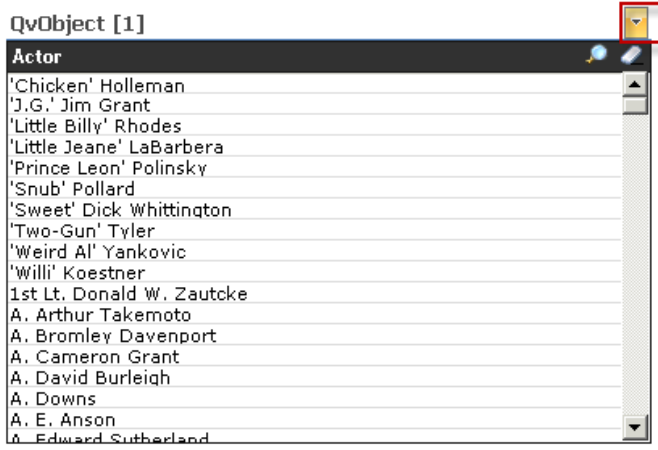 QvObject [1]
Actor
'Chicken' Holleman
'J.G.' Jim Grant
'Little Billy' Rhodes
'Little Jeane' LaBarbera
'Prince Leon' Polinsky
'Snub' Pollard
'Sweet' Dick Whittington
'Two-Gun' Tyler
'Weird Al' Yankovic
'Willi' Koestner
1st Lt. Donald W. Zautcke
A. Arthur Takemoto
A. Bromley Davenport
A. Cameron Grant
A. David Burleigh
A. Downs
A. E. Anson
A. Edward Sutherland